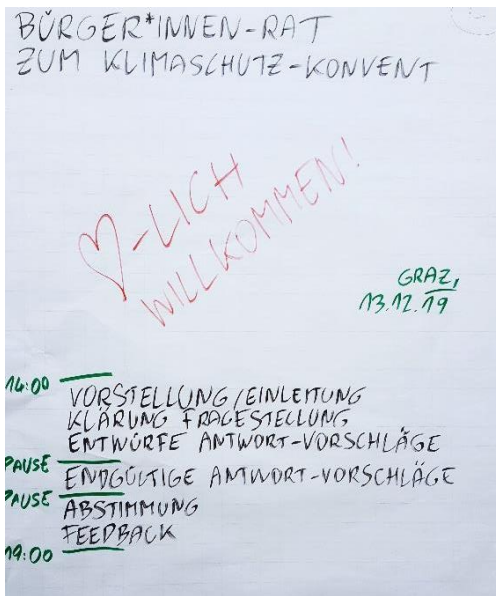 BÜRGER*INNEN-RAT
ZUM KLIMASCHUTZ-KONVENT
♡-LICH
WILLKOMMEN!
GRAZ,
13.12.19
14:00
VORSTELLUNG/EINLEITUNG
KLÄRUNG FRAGESTELLUNG
ENTWÜRFE ANTWORT-VORSCHLÄGE
PAUSE
ENDGÜLTIGE ANTWORT-VORSCHLÄGE
PAUSE
ABSTIMMUNG
FEEDBACK
19:00